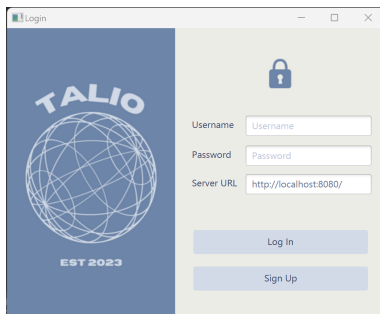 Login
TALIO
EST 2023
Username
Username
Password
Password
Server URL
http://localhost:8080/
Log In
Sign Up